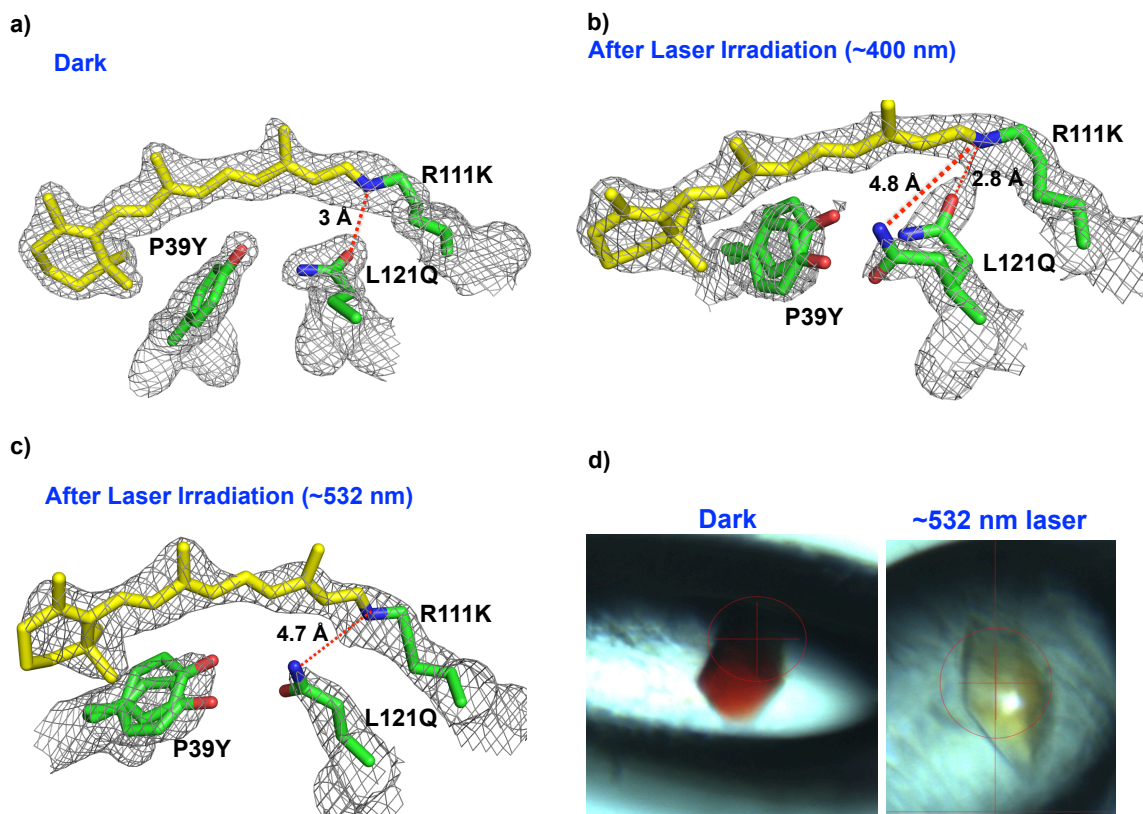 a)
Dark
R111K
3 Å
P39Y
L121Q
b)
After Laser Irradiation (~400 nm)
R111K
4.8 Å
2.8 Å
L121Q
P39Y
c)
After Laser Irradiation (~532 nm)
R111K
4.7 Å
L121Q
P39Y
d)
Dark
~532 nm laser